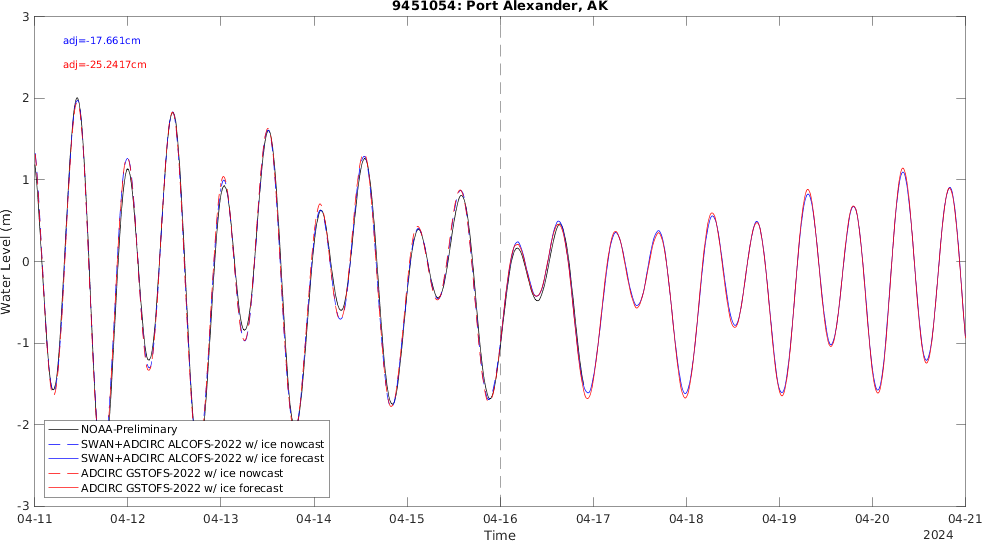 9451054: Port Alexander, AK
adj=-17.661cm
adj=-25.2417cm
3
2
1
0
-1
-2
-3
Water Level (m)
NOAA-Preliminary
SWAN+ADCIRC ALCOFS-2022 w/ ice nowcast
SWAN+ADCIRC ALCOFS-2022 w/ ice forecast
ADCIRC GSTOFS-2022 w/ ice nowcast
ADCIRC GSTOFS-2022 w/ ice forecast
04-11 04-12 04-13 04-14 04-15 04-16 04-17 04-18 04-19 04-20 04-21
Time
2024